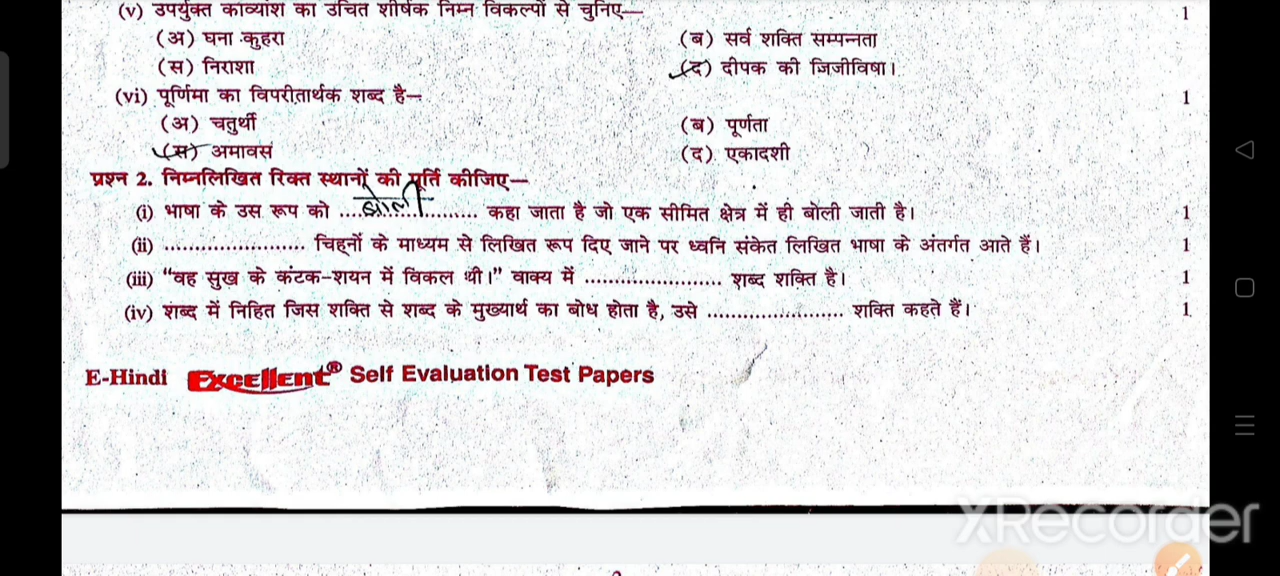 (v) उपर्युक्त काव्यांश का उचित शीर्षक निम्न विकल्पों से चुनिए— 1
(अ) घना कुहरा (ब) सर्व शक्ति सम्पन्नता
(स) निराशा (द) दीपक की जिजीविषा।
(vi) पूर्णिमा का विपरीतार्थक शब्द है— 1
(अ) चतुर्थी (ब) पूर्णता
(स) अमावस (द) एकादशी
प्रश्न 2. निम्नलिखित रिक्त स्थानों की पूर्ति कीजिए—
(i) भाषा के उस रूप को ....बोली.... कहा जाता है जो एक सीमित क्षेत्र में ही बोली जाती है। 1
(ii) ........................ चिह्नों के माध्यम से लिखित रूप दिए जाने पर ध्वनि संकेत लिखित भाषा के अंतर्गत आते हैं। 1
(iii) “वह सुख के कंटक-शयन में विकल थी।” वाक्य में ....................... शब्द शक्ति है। 1
(iv) शब्द में निहित जिस शक्ति से शब्द के मुख्यार्थ का बोध होता है, उसे ....................... शक्ति कहते हैं। 1
E-Hindi Excellent® Self Evaluation Test Papers
XRecorder